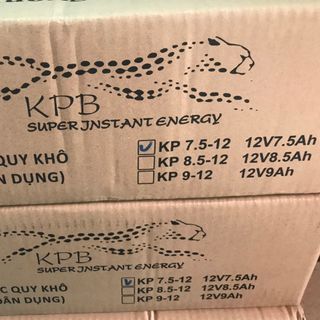 KPB
SUPER INSTANT ENERGY
QUY KHÔ
ÂN DỤNG)
KP 7.5-12 12V7.5Ah
KP 8.5-12 12V8.5Ah
KP 9-12 12V9Ah
KPB
SUPER INSTANT ENERGY
C QUY KHÔ
DÂN DỤNG)
KP 7.5-12 12V7.5Ah
KP 8.5-12 12V8.5Ah
KP 9-12 12V9Ah